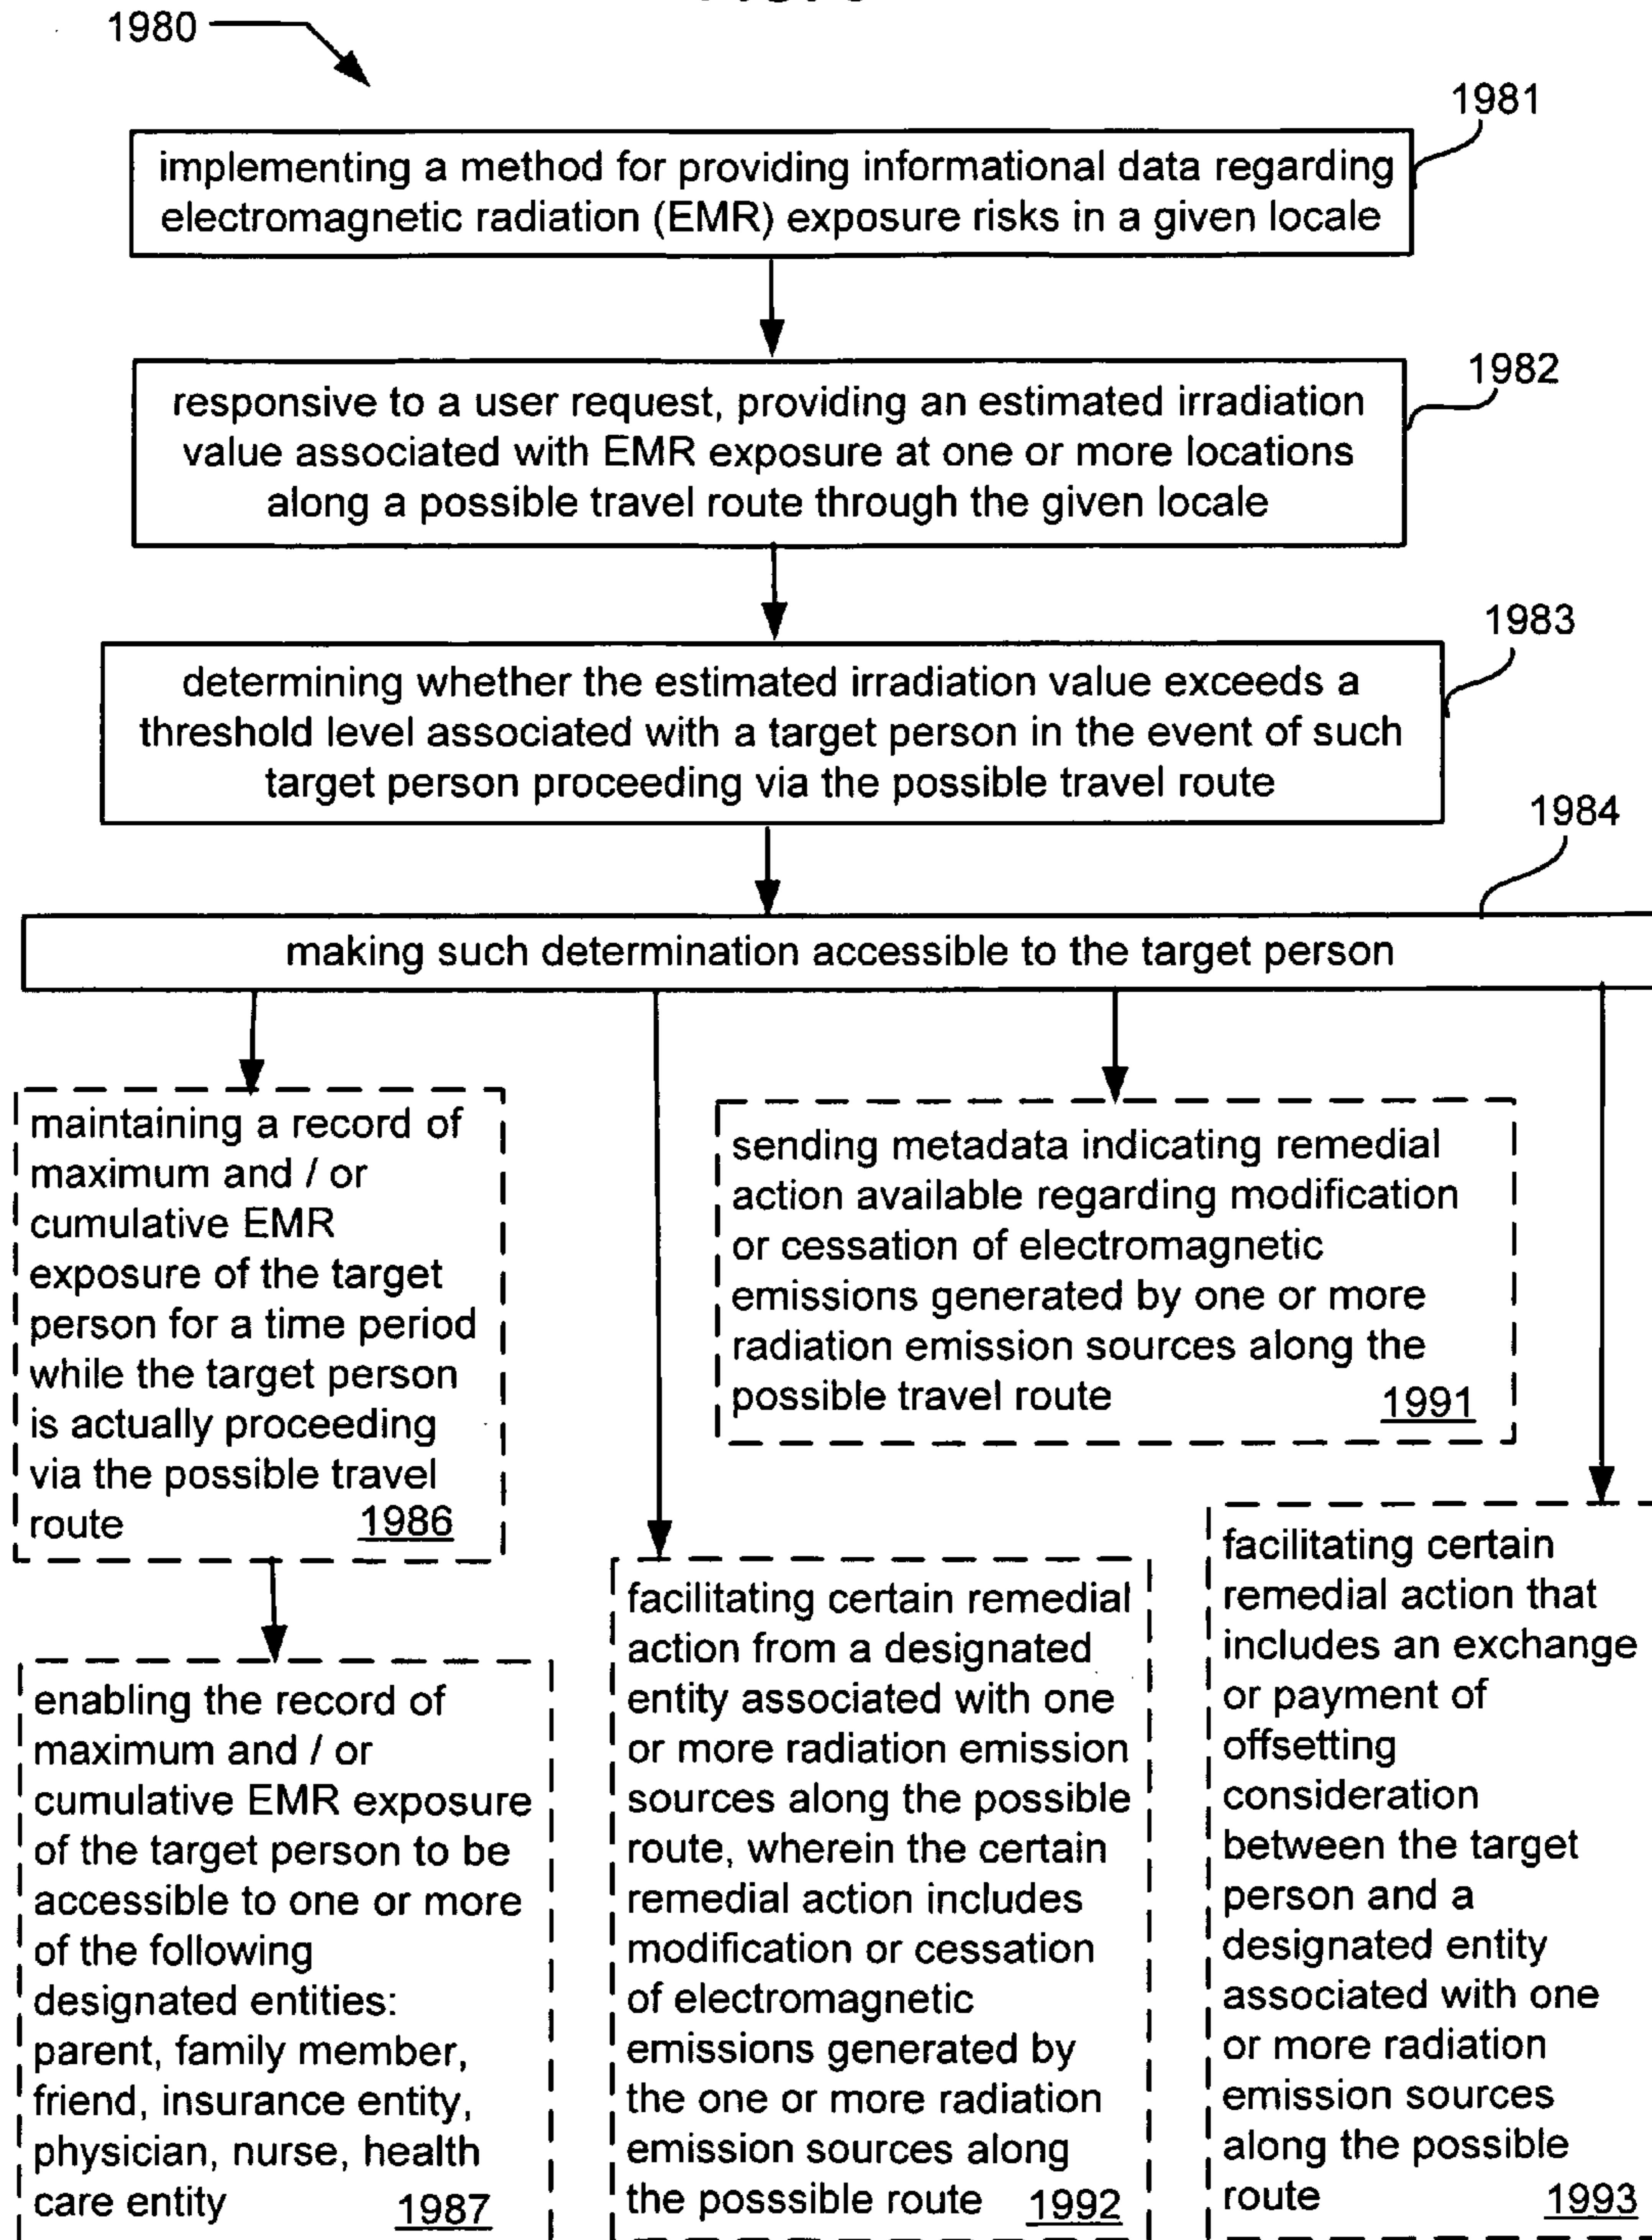 1980
1981
implementing a method for providing informational data regarding
electromagnetic radiation (EMR) exposure risks in a given locale
1982
responsive to a user request, providing an estimated irradiation
value associated with EMR exposure at one or more locations
along a possible travel route through the given locale
1983
determining whether the estimated irradiation value exceeds a
threshold level associated with a target person in the event of such
target person proceeding via the possible travel route
1984
making such determination accessible to the target person
maintaining a record of
maximum and / or
cumulative EMR
exposure of the target
person for a time period
while the target person
is actually proceeding
via the possible travel
route 1986
sending metadata indicating remedial
action available regarding modification
or cessation of electromagnetic
emissions generated by one or more
radiation emission sources along the
possible travel route 1991
enabling the record of
maximum and / or
cumulative EMR exposure
of the target person to be
accessible to one or more
of the following
designated entities:
parent, family member,
friend, insurance entity,
physician, nurse, health
care entity 1987
facilitating certain remedial
action from a designated
entity associated with one
or more radiation emission
sources along the possible
route, wherein the certain
remedial action includes
modification or cessation
of electromagnetic
emissions generated by
the one or more radiation
emission sources along
the posssible route 1992
facilitating certain
remedial action that
includes an exchange
or payment of
offsetting
consideration
between the target
person and a
designated entity
associated with one
or more radiation
emission sources
along the possible
route 1993